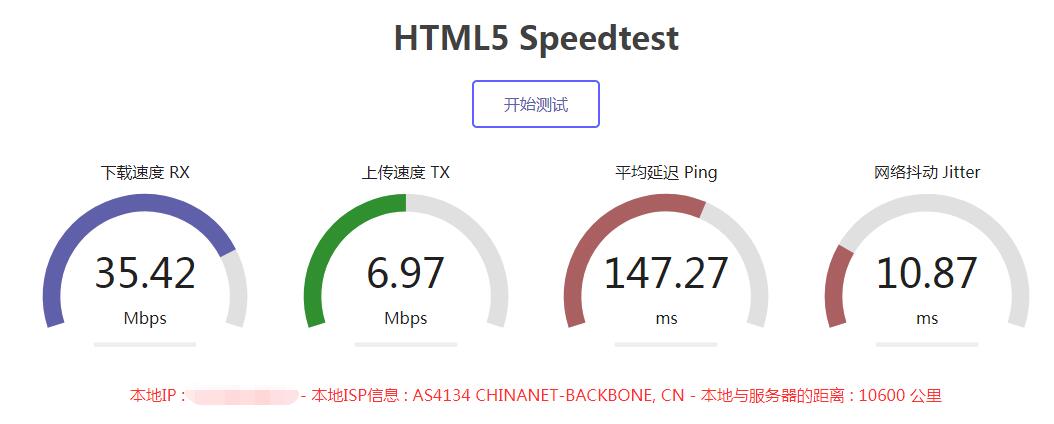 HTML5 Speedtest
开始测试
下载速度 RX
上传速度 TX
平均延迟 Ping
网络抖动 Jitter
35.42
6.97
147.27
10.87
Mbps
Mbps
ms
ms
本地IP : - 本地ISP信息 : AS4134 CHINANET-BACKBONE, CN - 本地与服务器的距离 : 10600 公里